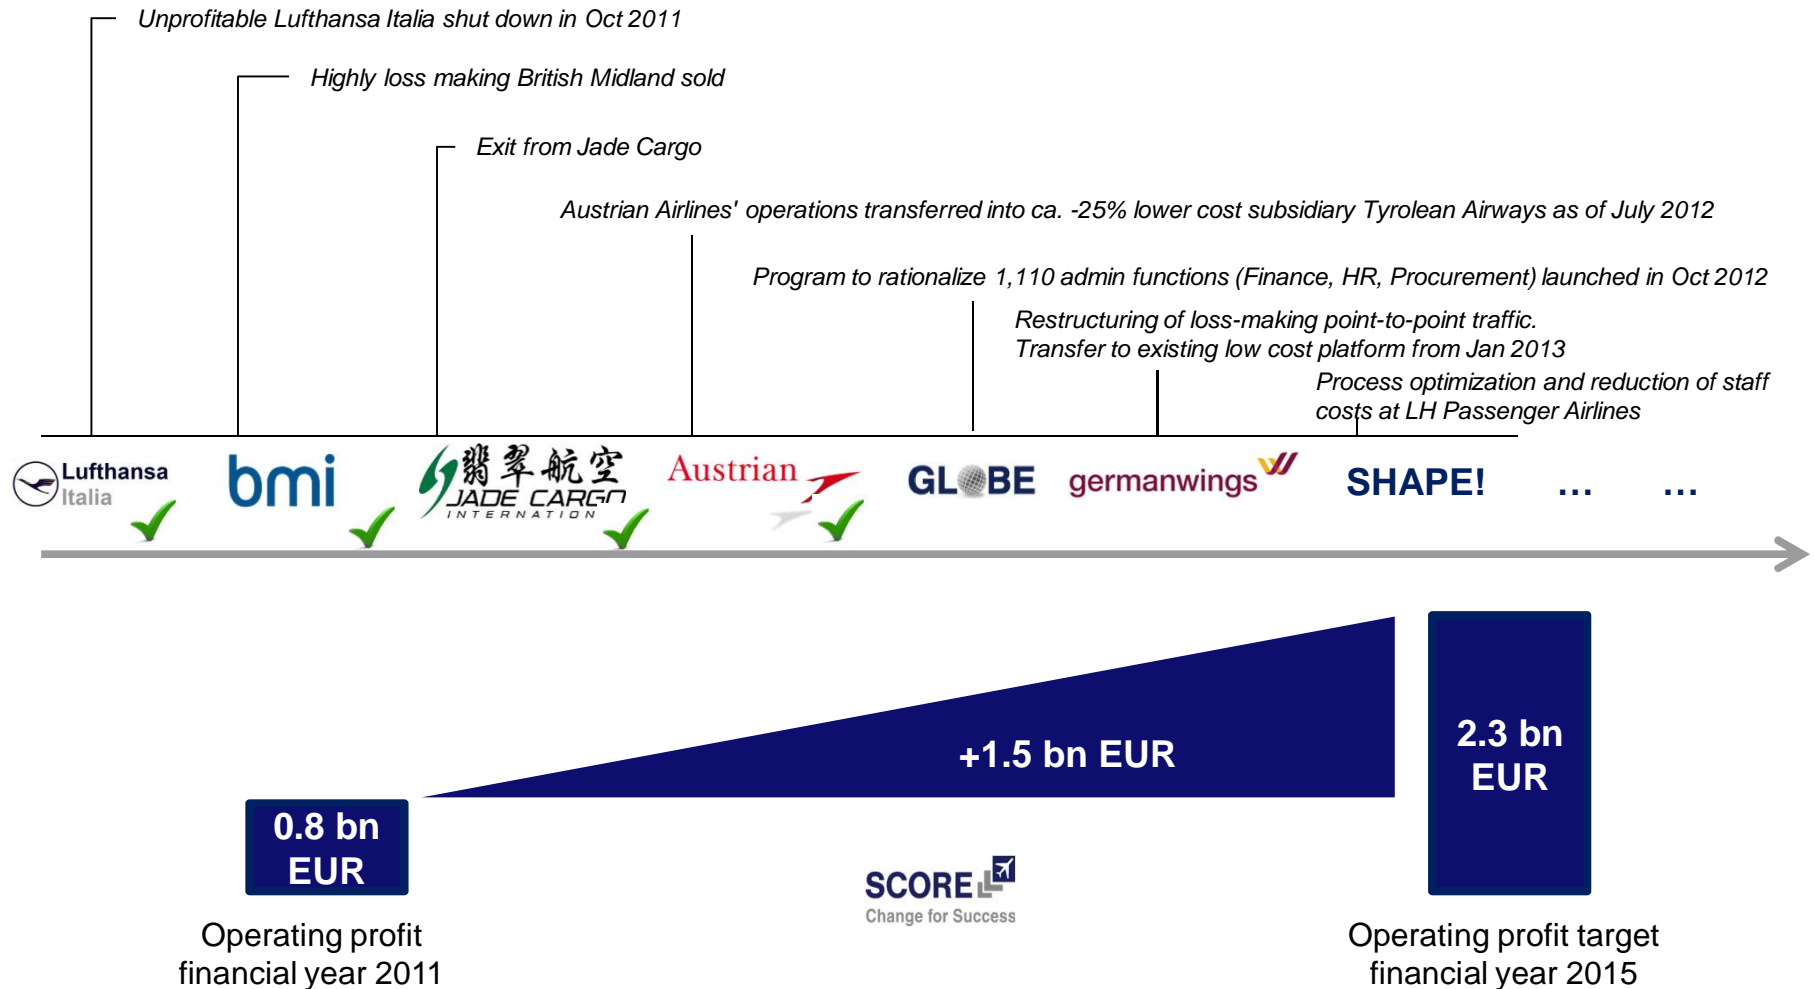 Unprofitable Lufthansa Italia shut down in Oct 2011
Highly loss making British Midland sold
Exit from Jade Cargo
Austrian Airlines' operations transferred into ca. -25% lower cost subsidiary Tyrolean Airways as of July 2012
Program to rationalize 1,110 admin functions (Finance, HR, Procurement) launched in Oct 2012
Restructuring of loss-making point-to-point traffic.
Transfer to existing low cost platform from Jan 2013
Process optimization and reduction of staff
costs at LH Passenger Airlines
Lufthansa
Italia
bmi
翡翠航空
JADE CARGO
INTERNATION
Austrian
GLOBE
germanwings
SHAPE!
...
...
+1.5 bn EUR
2.3 bn
EUR
0.8 bn
EUR
SCORE
Change for Success
Operating profit
financial year 2011
Operating profit target
financial year 2015